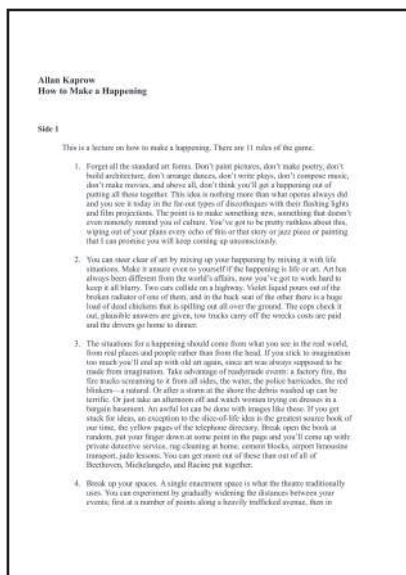 Allan Kaprow
How to Make a Happening
Side 1
This is a lecture on how to make a happening. There are 11 rules of the game.
1. Forget all the standard art forms. Don't paint pictures, don't make poetry, don't
build architecture, don't arrange dances, don't write plays, don't compose music,
don't make movies, and above all, don't think you'll get a happening out of
putting all these together. This idea is nothing more than what operas always did
and you see it today in the far-out types of discotheques with their flashing lights
and film projections. The point is to make something new, something that doesn't
even remotely remind you of culture. You've got to be pretty ruthless about this,
wiping out of your plans every echo of this or that story or jazz piece or painting
that I can promise you will keep coming up unconsciously.
2. You can steer clear of art by mixing up your happening by mixing it with life
situations. Make it unsure even to yourself if the happening is life or art. Art has
always been different from the world's affairs, now you've got to work hard to
keep it all blurry. Two cars collide on a highway. Violet liquid pours out of the
broken radiator of one of them, and in the back seat of the other there is a huge
load of dead chickens that is spilling out all over the ground. The cops check it
out, plausible answers are given, tow trucks carry off the wrecks costs are paid
and the drivers go home to dinner.
3. The situations for a happening should come from what you see in the real world,
from real places and people rather than from the head. If you stick to imagination
too much you'll end up with old art again, since art was always supposed to be
made from imagination. Take advantage of readymade events: a factory fire, the
fire trucks screaming to it from all sides, the water, the police barricades, the red
blinkers—a natural. Or after a storm at the shore the debris washed up can be
terrific. Or just take an afternoon off and watch women trying on dresses in a
bargain basement. An awful lot can be done with images like these. If you get
stuck for ideas, an exception to the slice-of-life idea is the greatest source book of
our time, the yellow pages of the telephone directory. Break open the book at
random, put your finger down at some point in the page and you'll come up with:
private detective service, rug cleaning at home, cement blocks, airport limousine
transport, judo lessons. You can get more out of these than out of all of
Beethoven, Michelangelo, and Racine put together.
4. Break up your spaces. A single enactment space is what the theatre traditionally
uses. You can experiment by gradually widening the distances between your
events; first at a number of points along a heavily trafficked avenue, then in